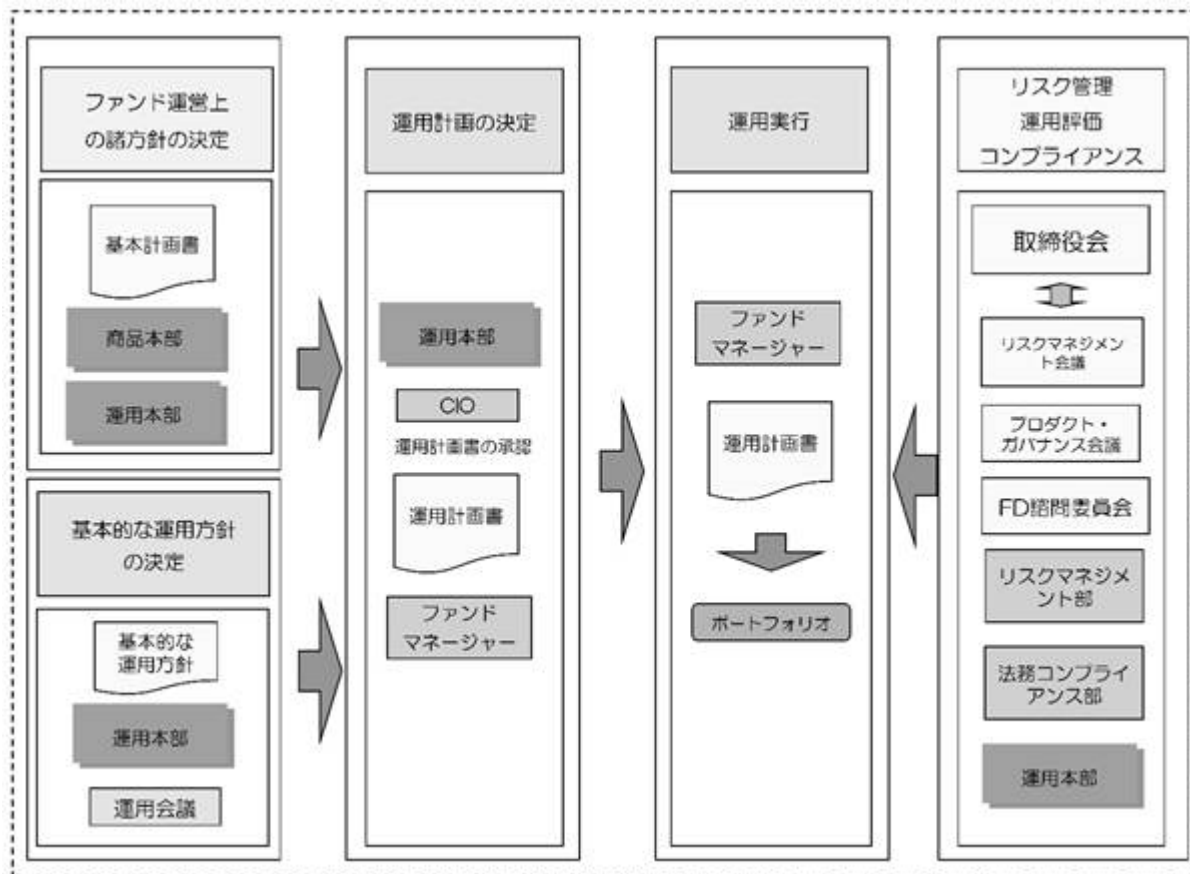 ファンド運営上
の諸方針の決定
基本計画書
商品本部
運用本部
基本的な運用方針
の決定
基本的な
運用方針
運用本部
運用会議
運用計画の決定
運用本部
CIO
運用計画書の承認
運用計画書
ファンド
マネージャー
運用実行
ファンド
マネージャー
運用計画書
ポートフォリオ
リスク管理
運用評価
コンプライアンス
取締役会
リスクマネジメン
ト会議
プロダクト・
ガバナンス会議
FD諮問委員会
リスクマネジメ
ント部
法務コンプライ
アンス部
運用本部